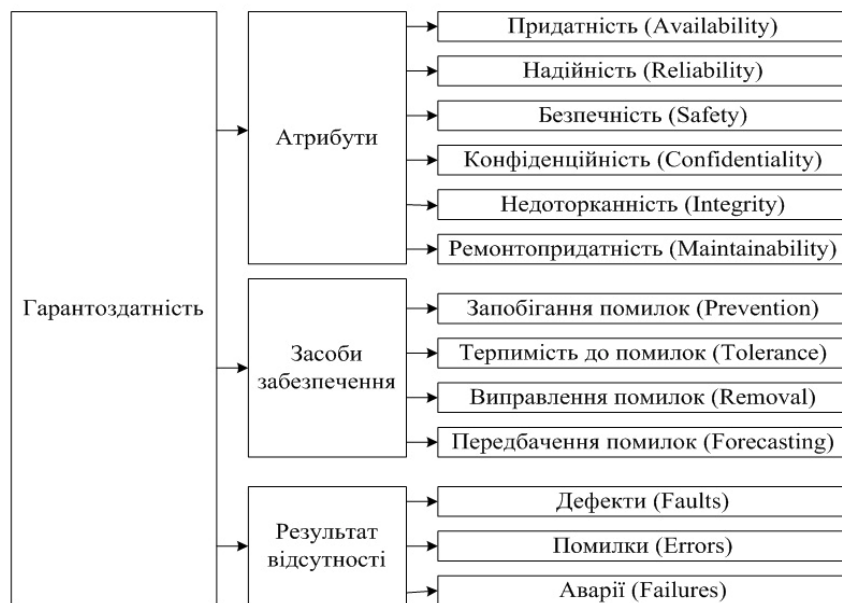 Гарантоздатність
Атрибути
Придатність (Availability)
Надійність (Reliability)
Безпечність (Safety)
Конфіденційність (Confidentiality)
Недоторканність (Integrity)
Ремонтопридатність (Maintainability)
Засоби
забезпечення
Запобігання помилок (Prevention)
Терпимість до помилок (Tolerance)
Виправлення помилок (Removal)
Передбачення помилок (Forecasting)
Результат
відсутності
Дефекти (Faults)
Помилки (Errors)
Аварії (Failures)